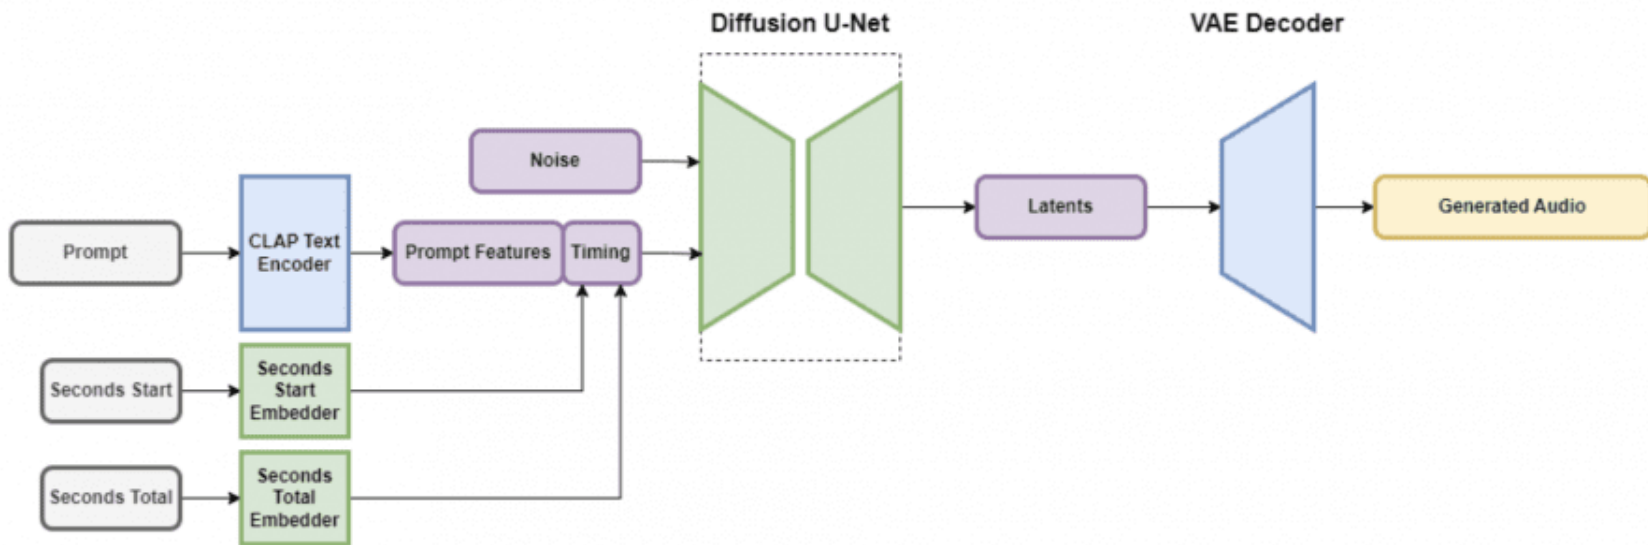 Diffusion U-Net
VAE Decoder
Noise
Prompt
CLAP Text
Encoder
Prompt Features
Timing
Latents
Generated Audio
Seconds Start
Seconds
Start
Embedder
Seconds Total
Seconds
Total
Embedder